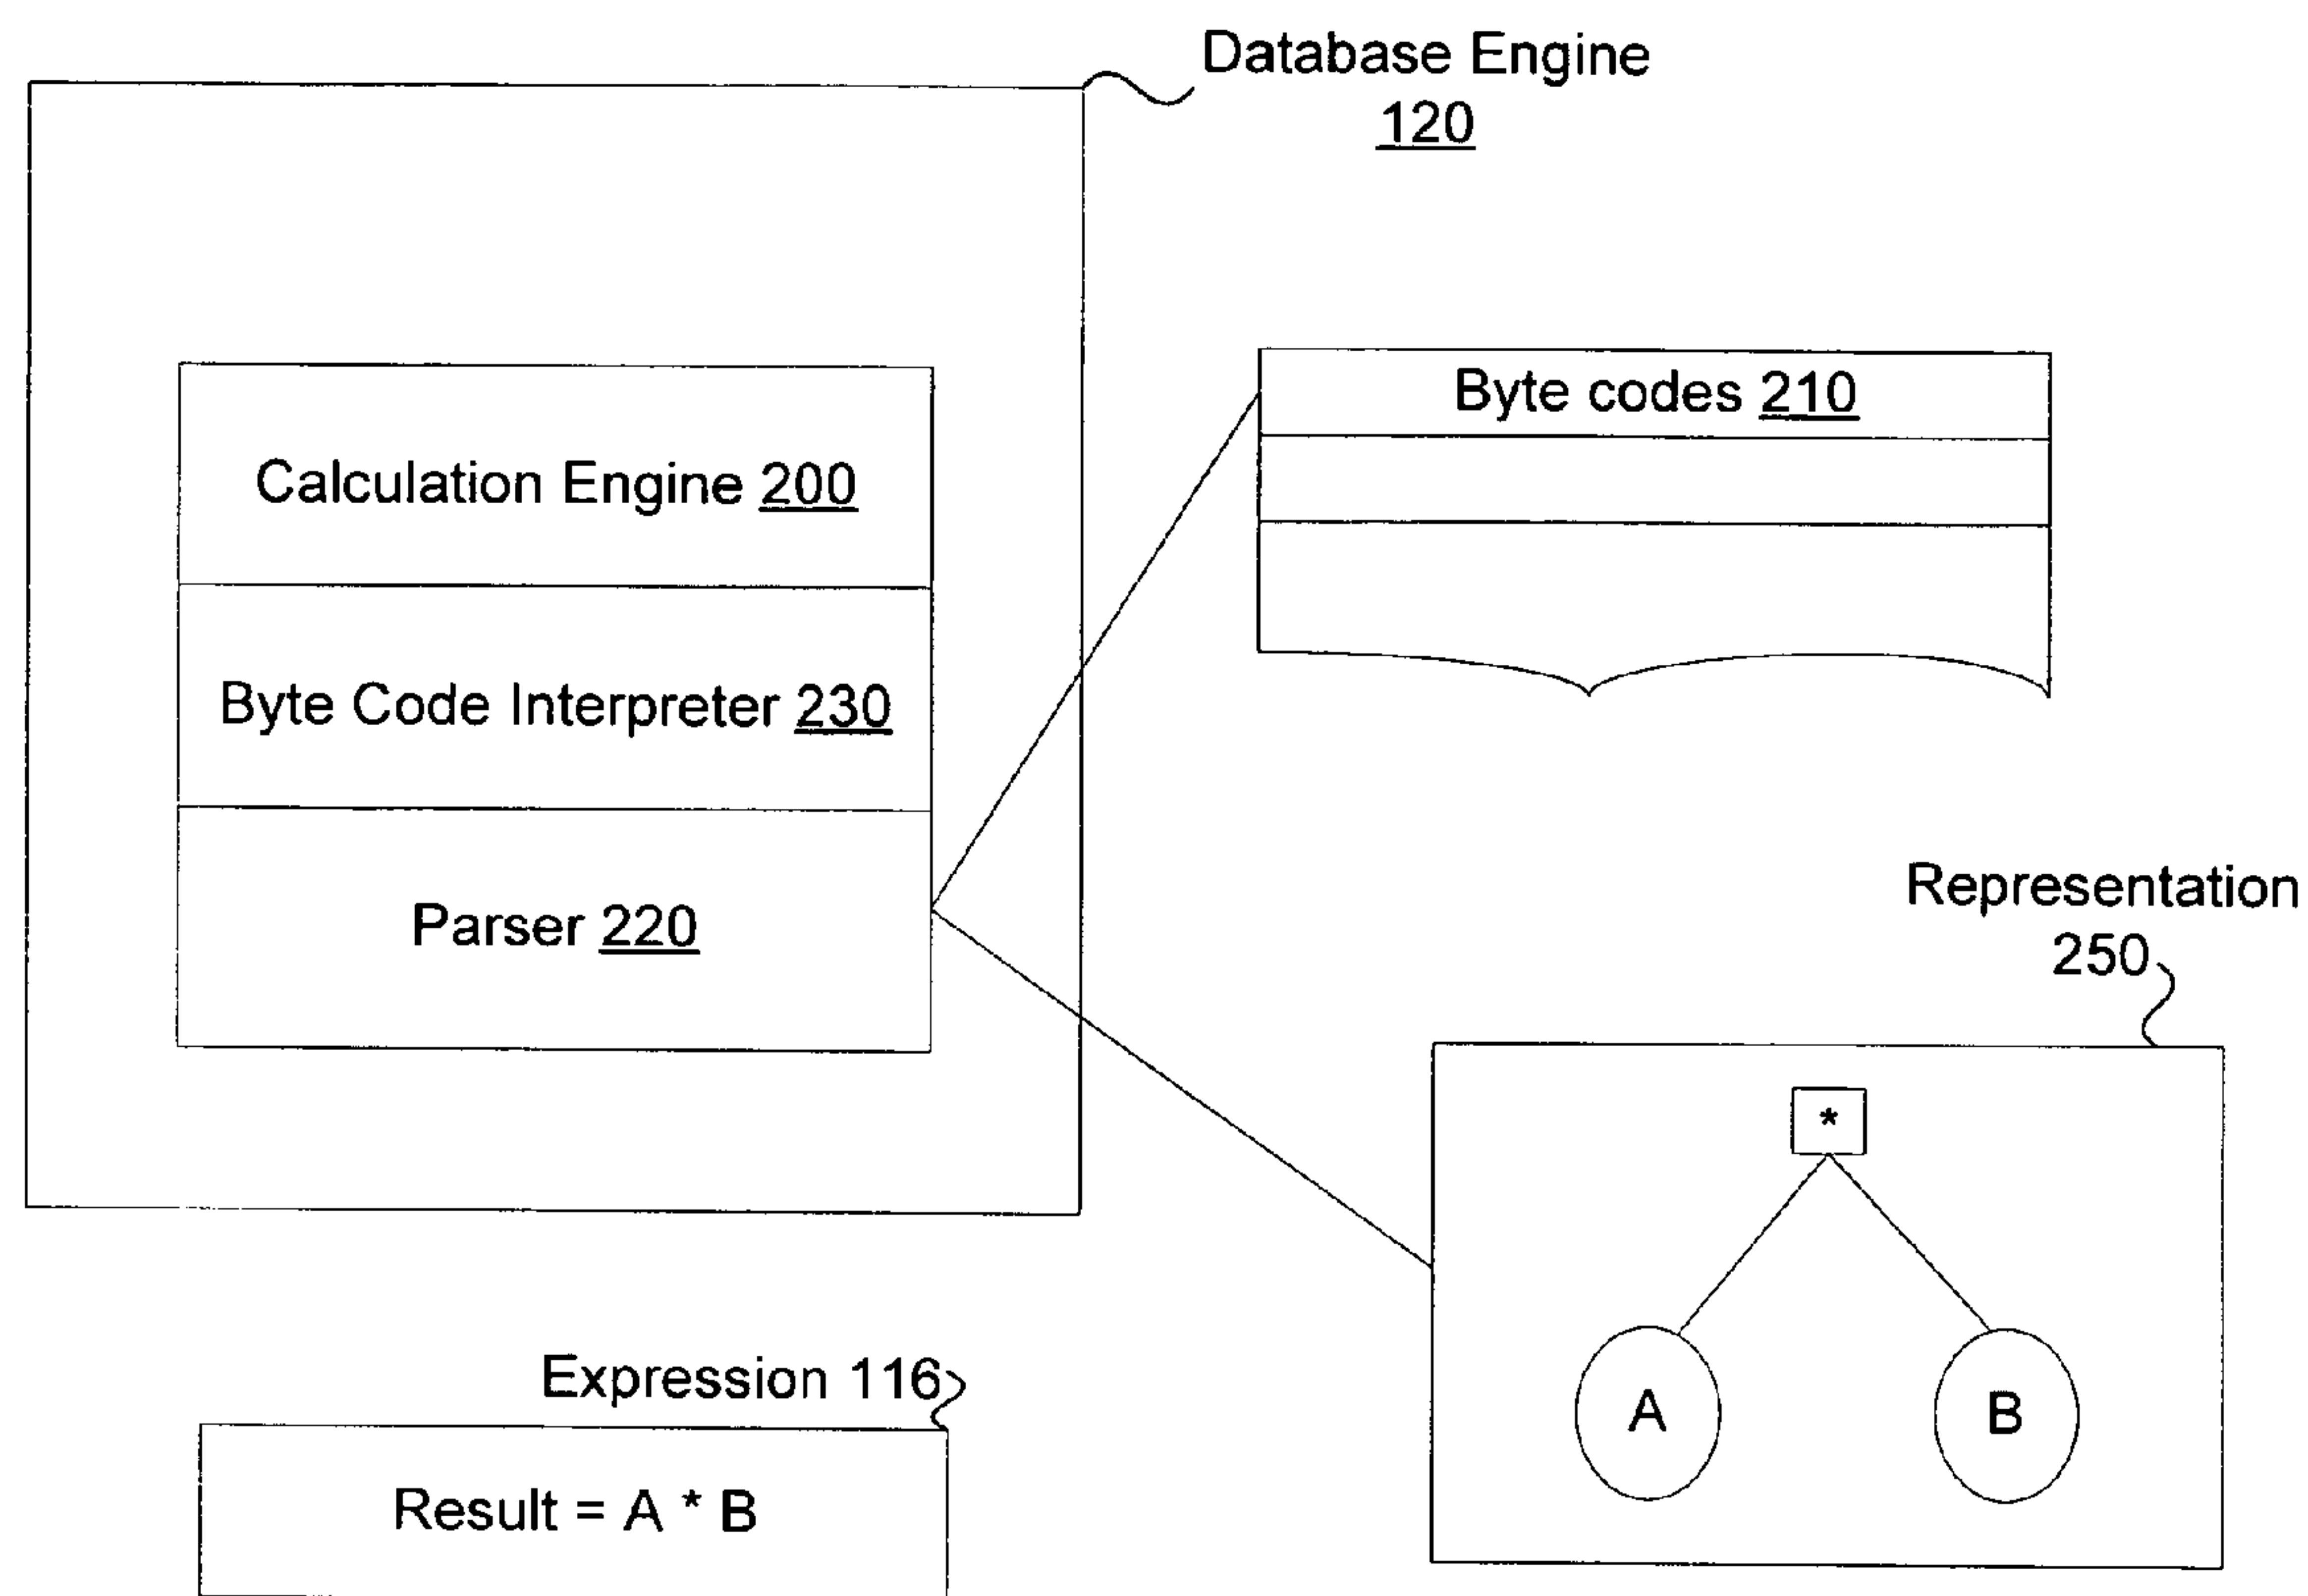 Database Engine
120
Byte codes 210
Calculation Engine 200
Byte Code Interpreter 230
Parser 220
Representation
250
*
A
B
Expression 116
Result = A * B